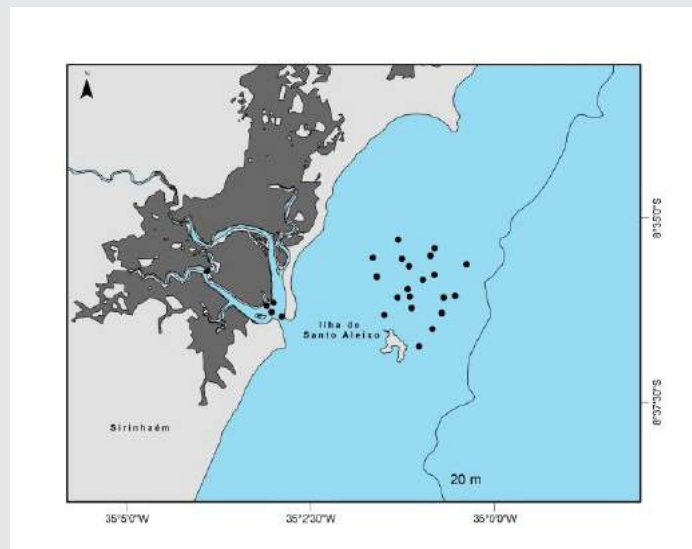 N
8°35'0"S
Ilha de
Santo Aleixo
8°37'30"S
Sirinhaém
20 m
35°5'0"W
35°2'30"W
35°0'0"W